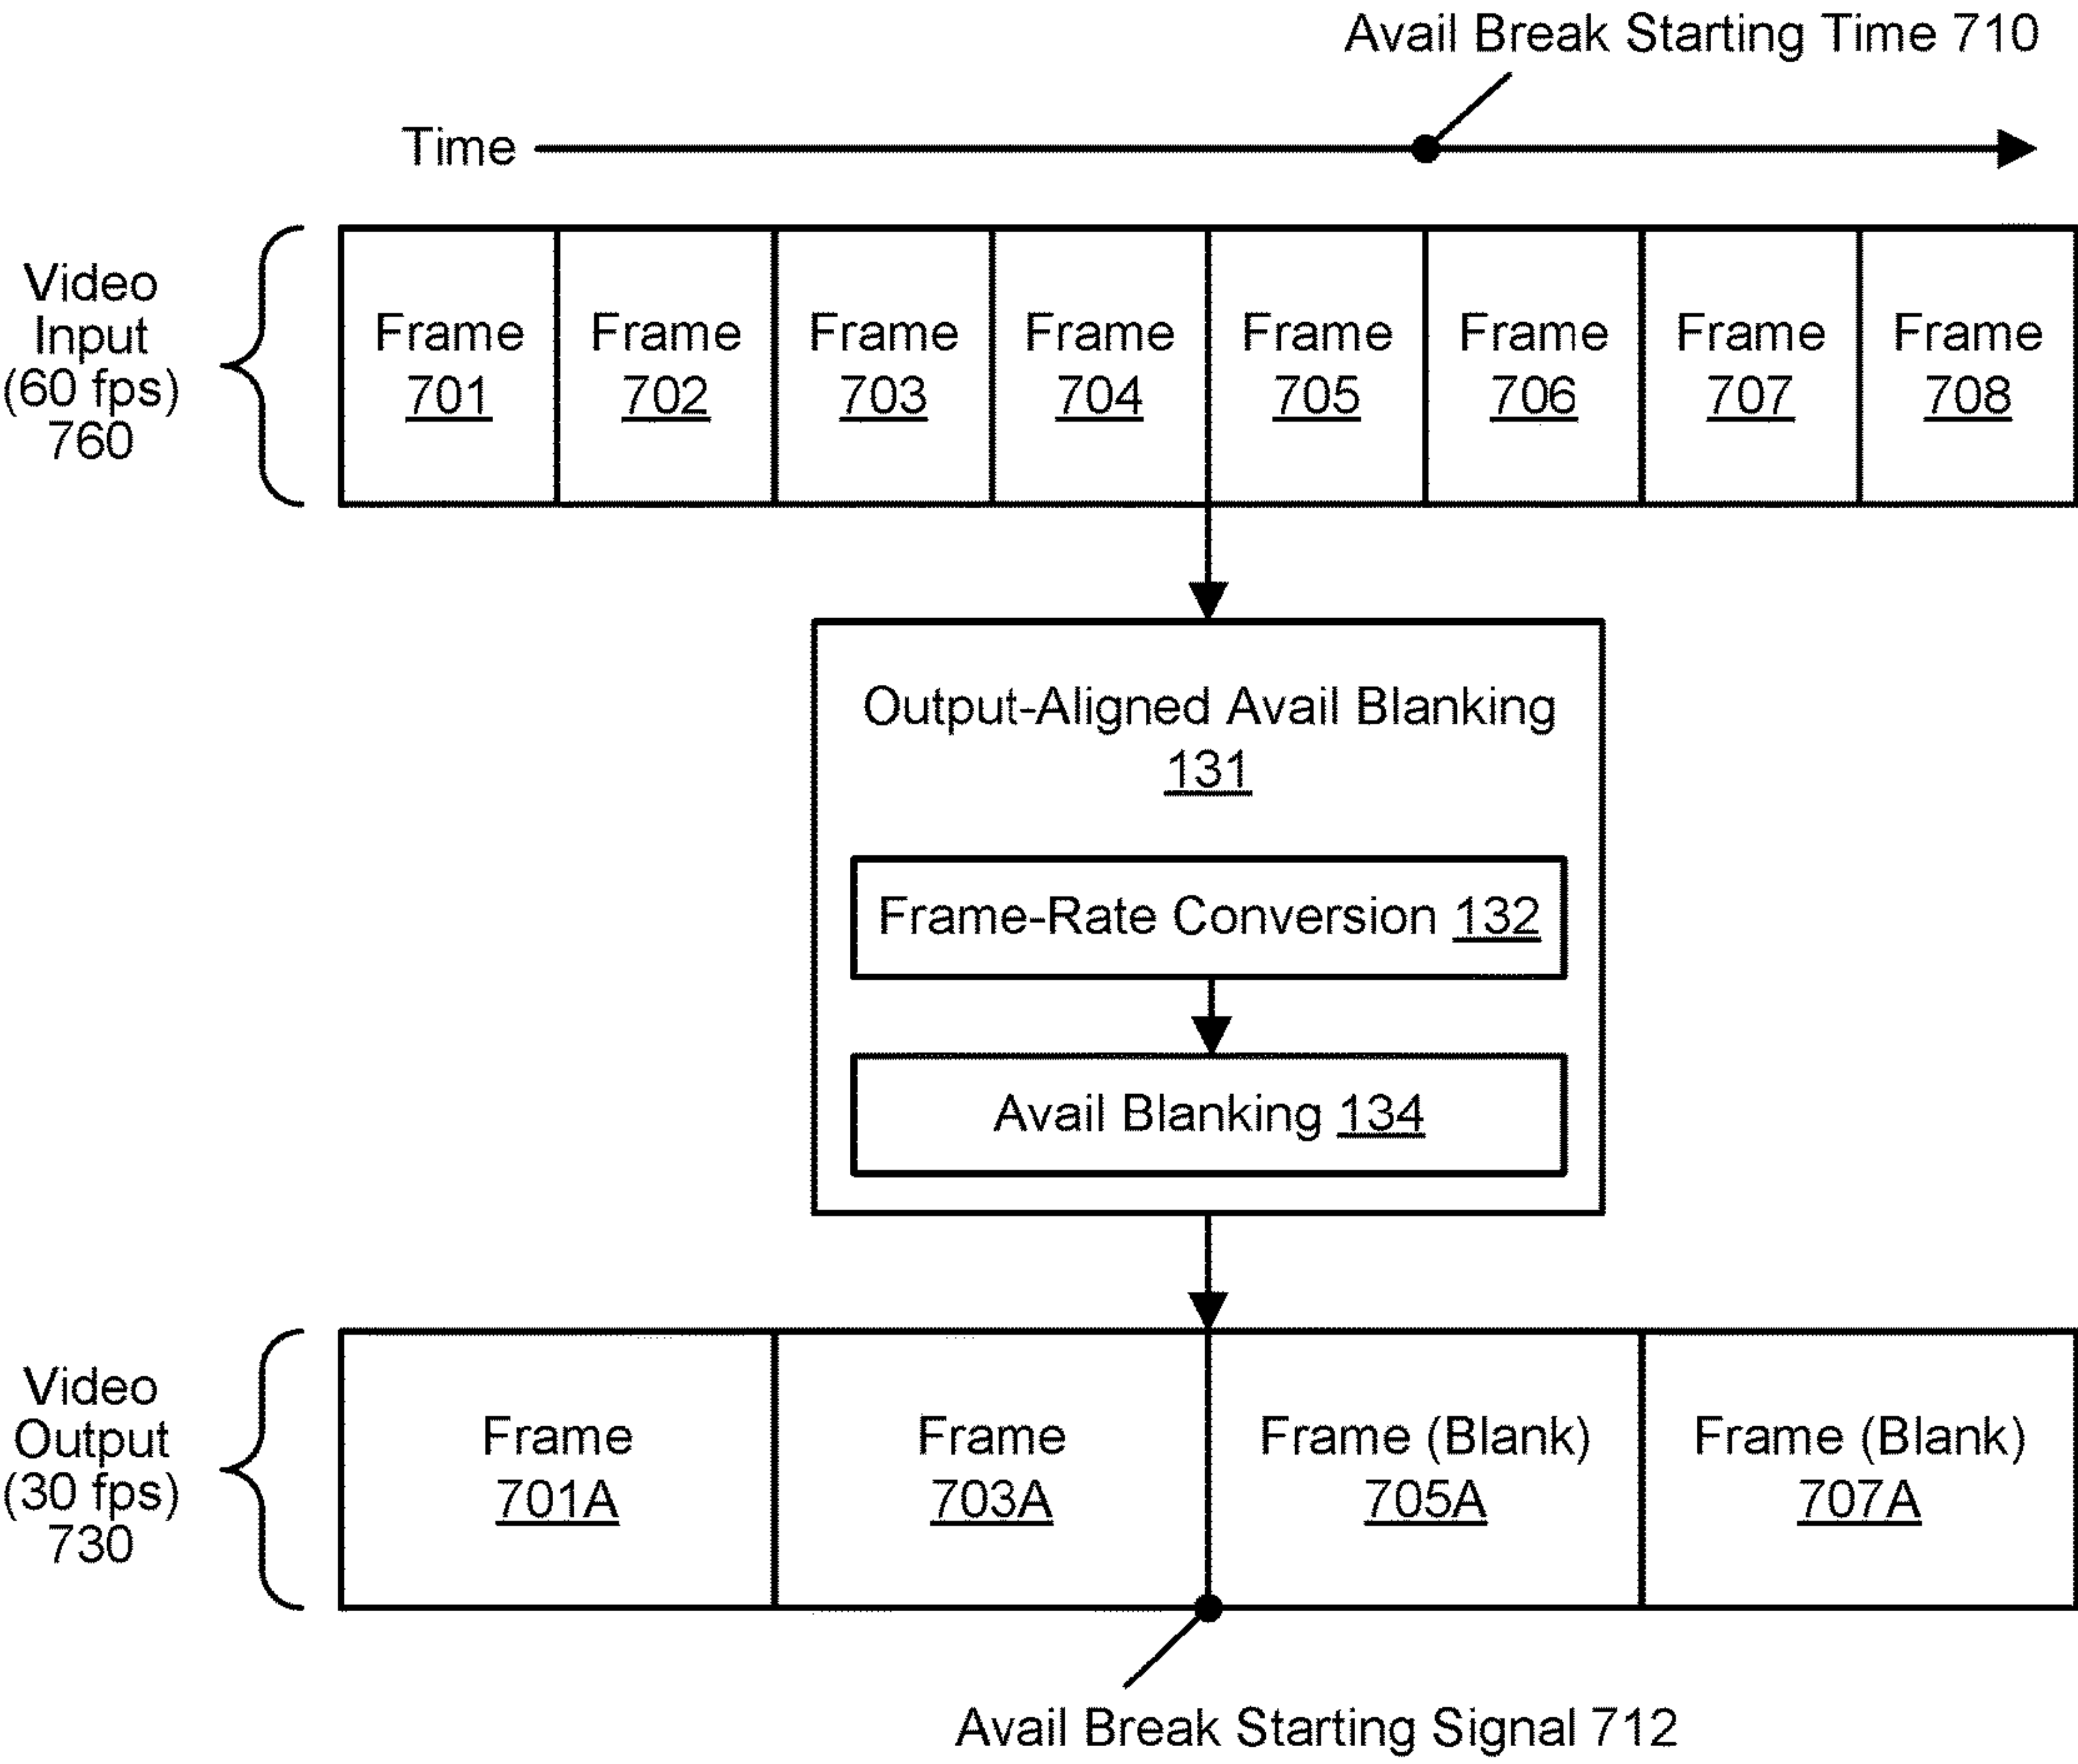 Avail Break Starting Time 710
Time
Video
Input
(60 fps)
760
Frame
701
Frame
702
Frame
703
Frame
704
Frame
705
Frame
706
Frame
707
Frame
708
Output-Aligned Avail Blanking
131
Frame-Rate Conversion 132
Avail Blanking 134
Video
Output
(30 fps)
730
Frame
701A
Frame
703A
Frame (Blank)
705A
Frame (Blank)
707A
Avail Break Starting Signal 712